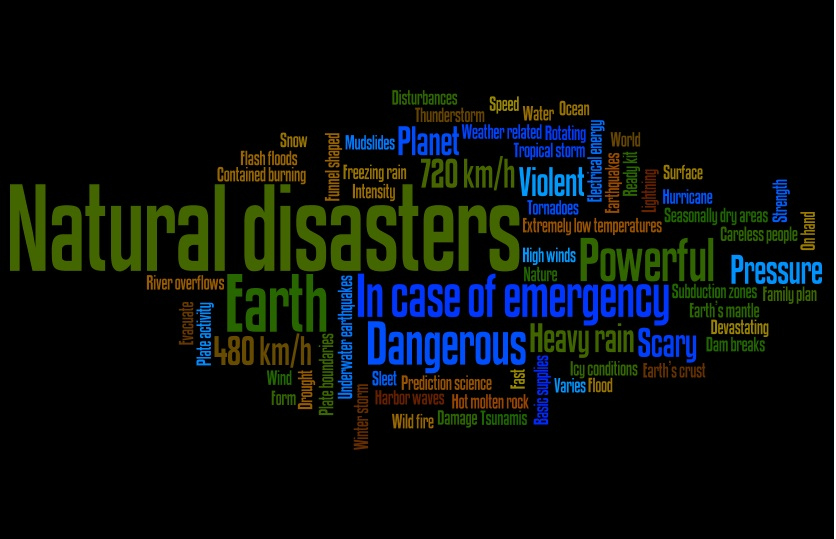 Disturbances
Speed
Ocean
Thunderstorm
Water
Snow
Funnel shaped
Mudslides
Planet
Weather related
Rotating
Electrical energy
World
Tropical storm
Flash floods
Contained burning
Freezing rain
720 km/h
Violent
Earthquakes
Ready kit
Lightning
Surface
Intensity
Natural disasters
Tornadoes
Hurricane
Strength
Extremely low temperatures
Seasonally dry areas
Careless people
On hand
High winds
Nature
Powerful
Pressure
River overflows
Earth
Underwater earthquakes
In case of emergency
Subduction zones
Family plan
Evacuate
Plate activity
Earth's mantle
Devastating
480 km/h
Plate boundaries
Dangerous
Heavy rain
Scary
Dam breaks
Wind
Drought
Sleet
Prediction science
Fast
Basic supplies
Icy conditions
Earth's crust
Varies
Flood
Form
Winter storm
Harbor waves
Hot molten rock
Wild fire
Damage
Tsunamis